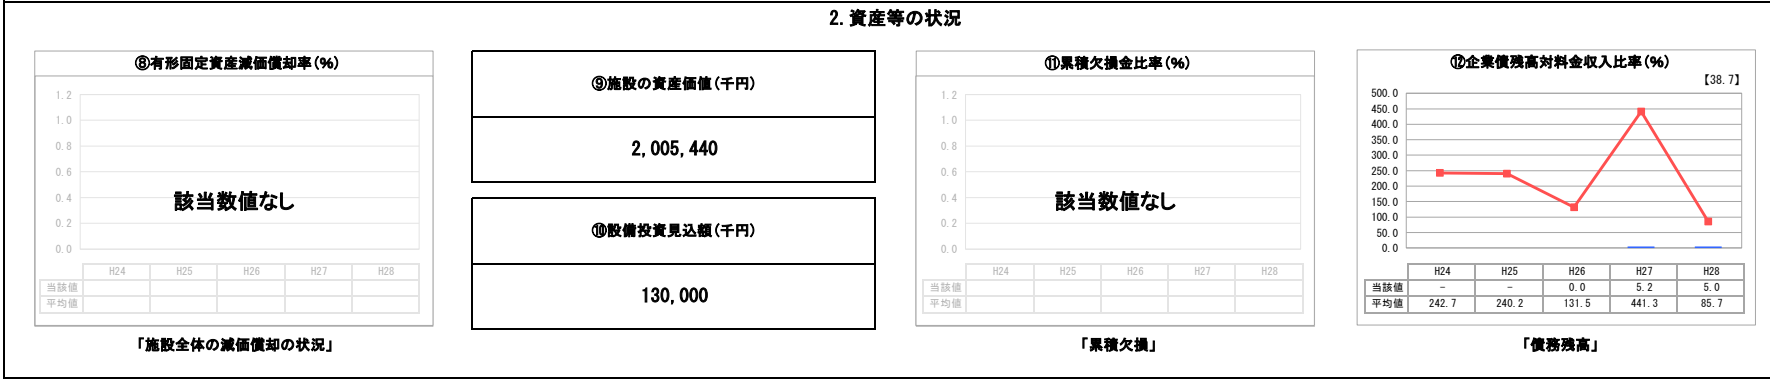 2. 資産等の状況
⑧有形固定資産減価償却率(%)
1.2
1.0
0.8
0.6
0.4
0.2
0.0
該当数値なし
H24 H25 H26 H27 H28
当該値
平均値
「施設全体の減価償却の状況」
⑨施設の資産価値(千円)
2,005,440
⑩設備投資見込額(千円)
130,000
⑪累積欠損金比率(%)
1.2
1.0
0.8
0.6
0.4
0.2
0.0
該当数値なし
H24 H25 H26 H27 H28
当該値
平均値
「累積欠損」
⑫企業債残高対料金収入比率(%)
【38.7】
500.0
450.0
400.0
350.0
300.0
250.0
200.0
150.0
100.0
50.0
0.0
H24 H25 H26 H27 H28
当該値 - - 0.0 5.2 5.0
平均値 242.7 240.2 131.5 441.3 85.7
「債務残高」